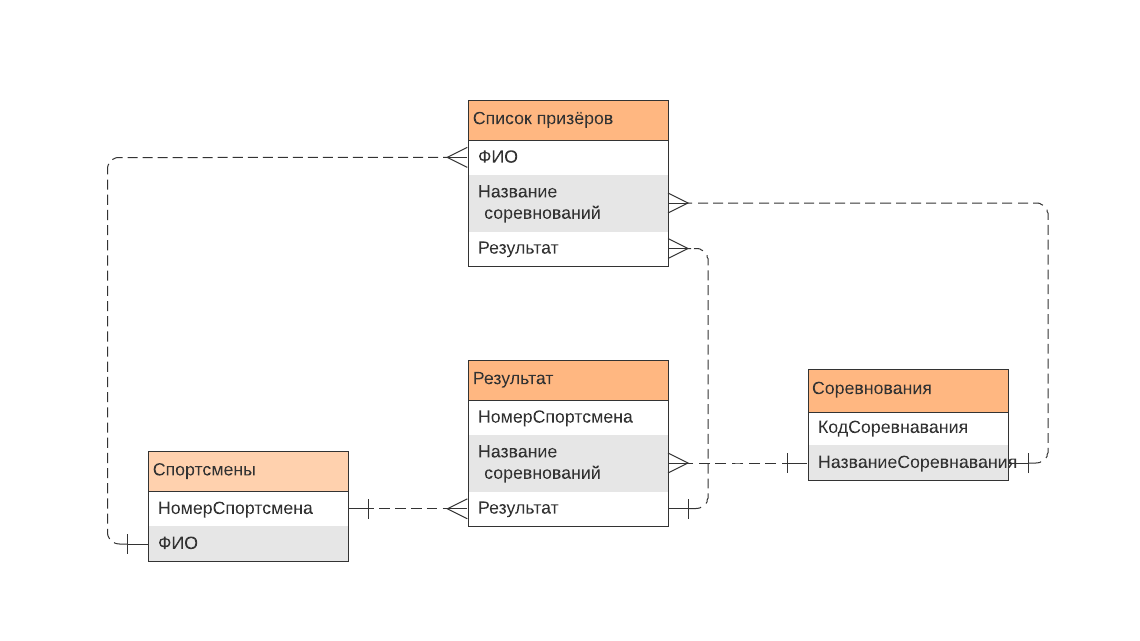 Список призёров
ФИО
Название
соревнований
Результат
Результат
НомерСпортсмена
Название
соревнований
Результат
Соревнования
КодСоревнавания
НазваниеСоревнавания
Спортсмены
НомерСпортсмена
ФИО